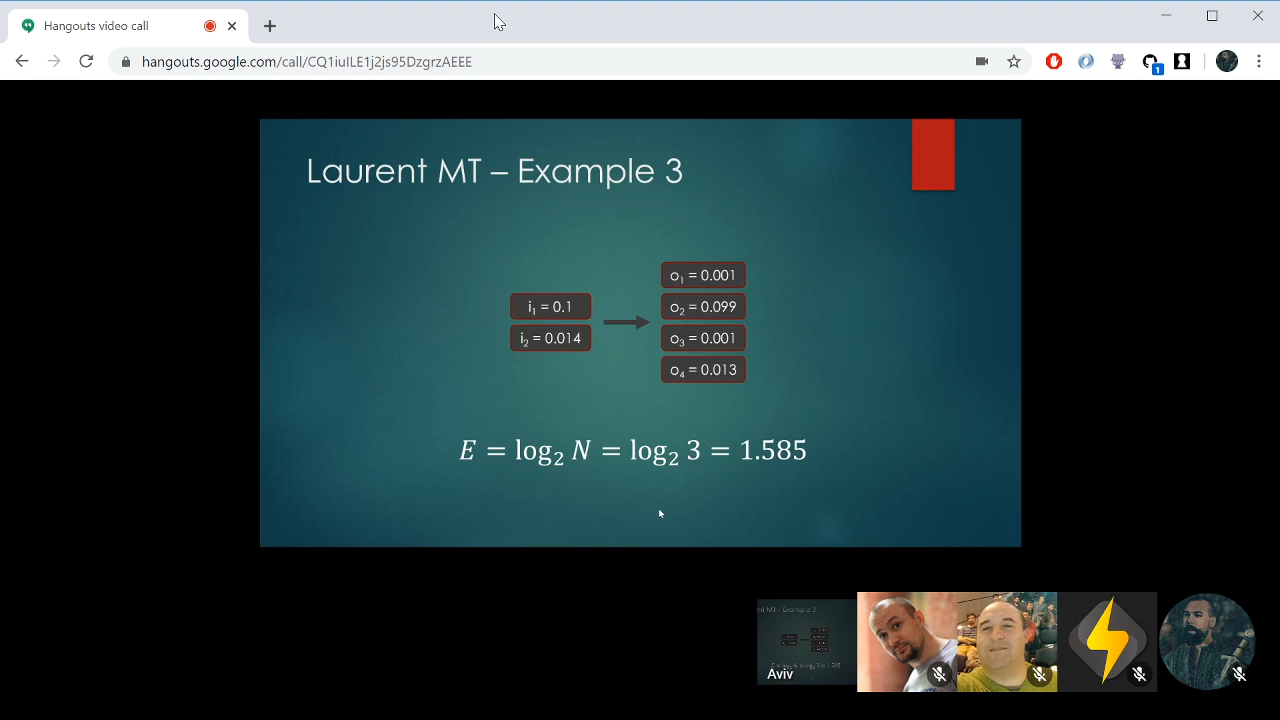 Hangouts video call
hangouts.google.com/call/CQ1iuILE1j2js95DzgrzAEEE
1
Laurent MT – Example 3
o₁ = 0.001
i₁ = 0.1
o₂ = 0.099
i₂ = 0.014
o₃ = 0.001
o₄ = 0.013
E = log₂ N = log₂ 3 = 1.585
Aviv